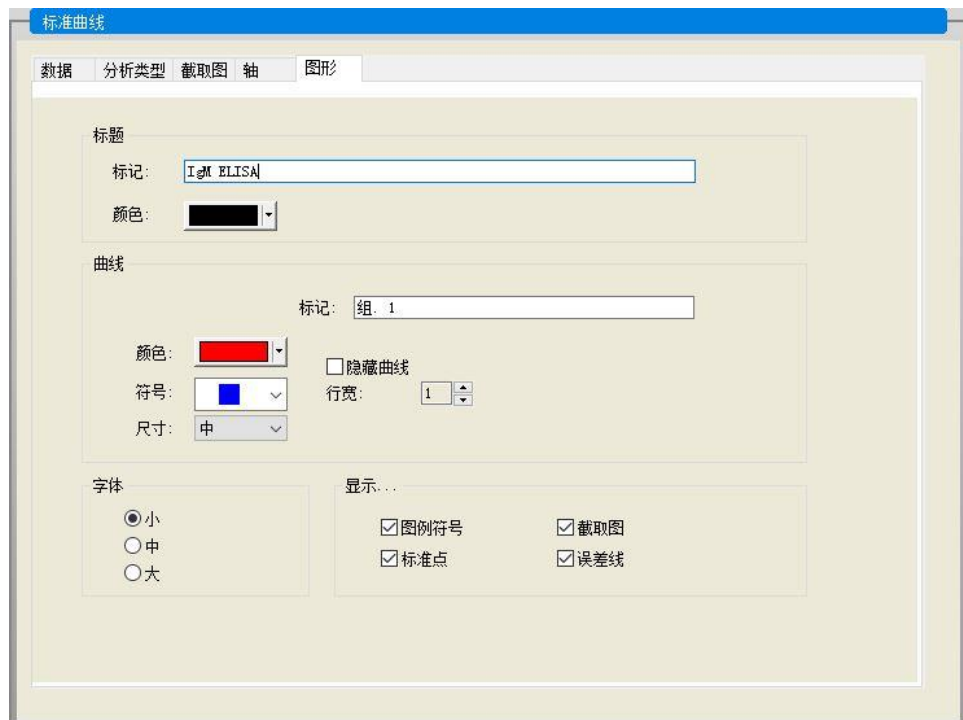 标准曲线
数据 分析类型 截取图 轴 图形
标题
标记: IgM ELISA
颜色:
曲线
标记: 组. 1
颜色:
隐藏曲线
符号:
行宽: 1
尺寸: 中
字体
显示...
小
图例符号 截取图
中
标准点 误差线
大